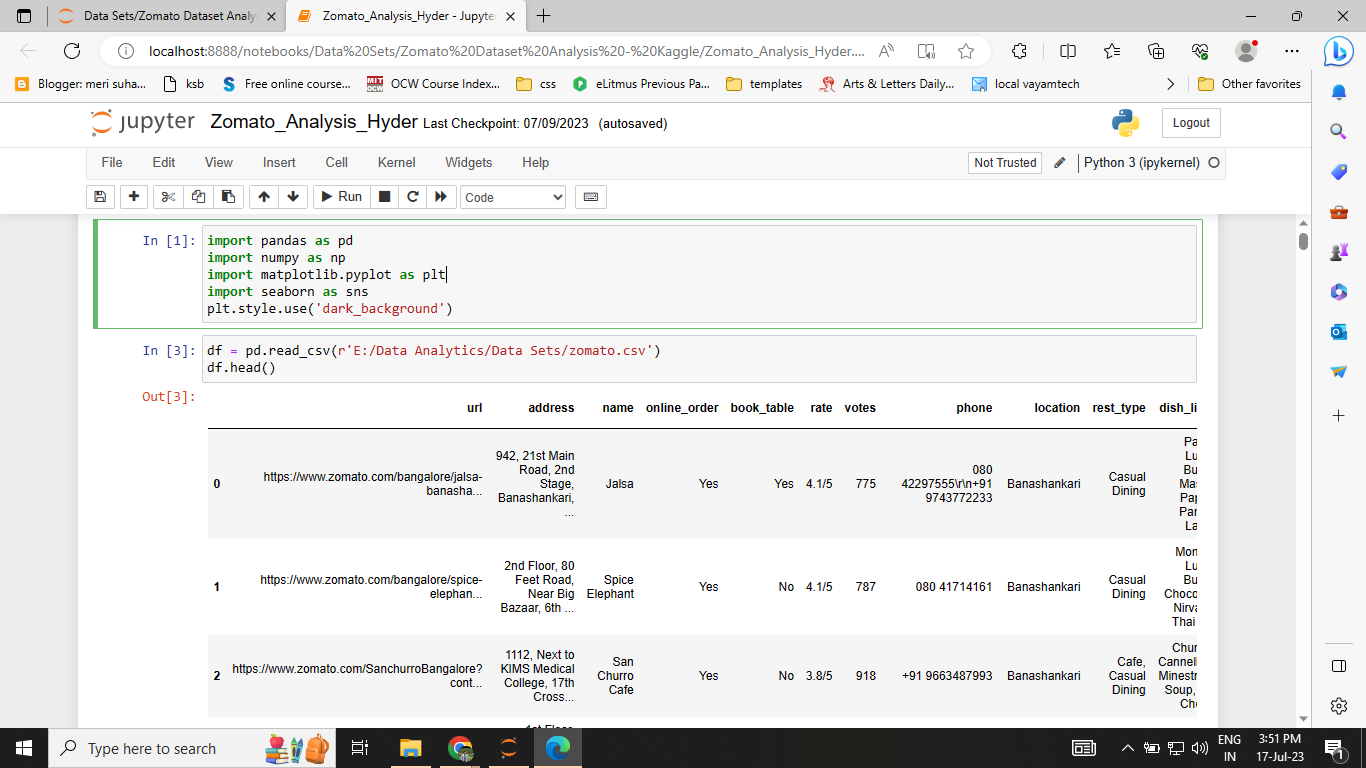 Data Sets/Zomato Dataset Analy
Zomato_Analysis_Hyder - Jupyte
localhost:8888/notebooks/Data%20Sets/Zomato%20Dataset%20Analysis%20-%20Kaggle/Zomato_Analysis_Hyder....
Blogger: meri suha... ksb Free online course... OCW Course Index... css eLitmus Previous Pa... templates Arts & Letters Daily... local vayamtech Other favorites
jupyter Zomato_Analysis_Hyder Last Checkpoint: 07/09/2023 (autosaved) Logout
File Edit View Insert Cell Kernel Widgets Help Not Trusted Python 3 (ipykernel)
Run Code
In [1]: import pandas as pd
import numpy as np
import matplotlib.pyplot as plt
import seaborn as sns
plt.style.use('dark_background')
In [3]: df = pd.read_csv(r'E:/Data Analytics/Data Sets/zomato.csv')
df.head()
Out[3]:
url address name online_order book_table rate votes phone location rest_type dish_li
0
https://www.zomato.com/bangalore/jalsa-
banasha...
942, 21st Main
Road, 2nd
Stage,
Banashankari,
...
Jalsa
Yes
Yes
4.1/5
775
080
42297555\r\n+91
9743772233
Banashankari
Casual
Dining
Pa
Lu
Bu
Mas
Pap
Par
La
1
https://www.zomato.com/bangalore/spice-
elephan...
2nd Floor, 80
Feet Road,
Near Big
Bazaar, 6th ...
Spice
Elephant
Yes
No
4.1/5
787
080 41714161
Banashankari
Casual
Dining
Mon
Lu
Bu
Choco
Nirva
Thai
2
https://www.zomato.com/SanchurroBangalore?
cont...
1112, Next to
KIMS Medical
College, 17th
Cross...
San
Churro
Cafe
Yes
No
3.8/5
918
+91 9663487993
Banashankari
Cafe,
Casual
Dining
Chur
Cannell
Minestr
Soup,
Che
1st Floor
Type here to search
ENG
IN
3:51 PM
17-Jul-23
1